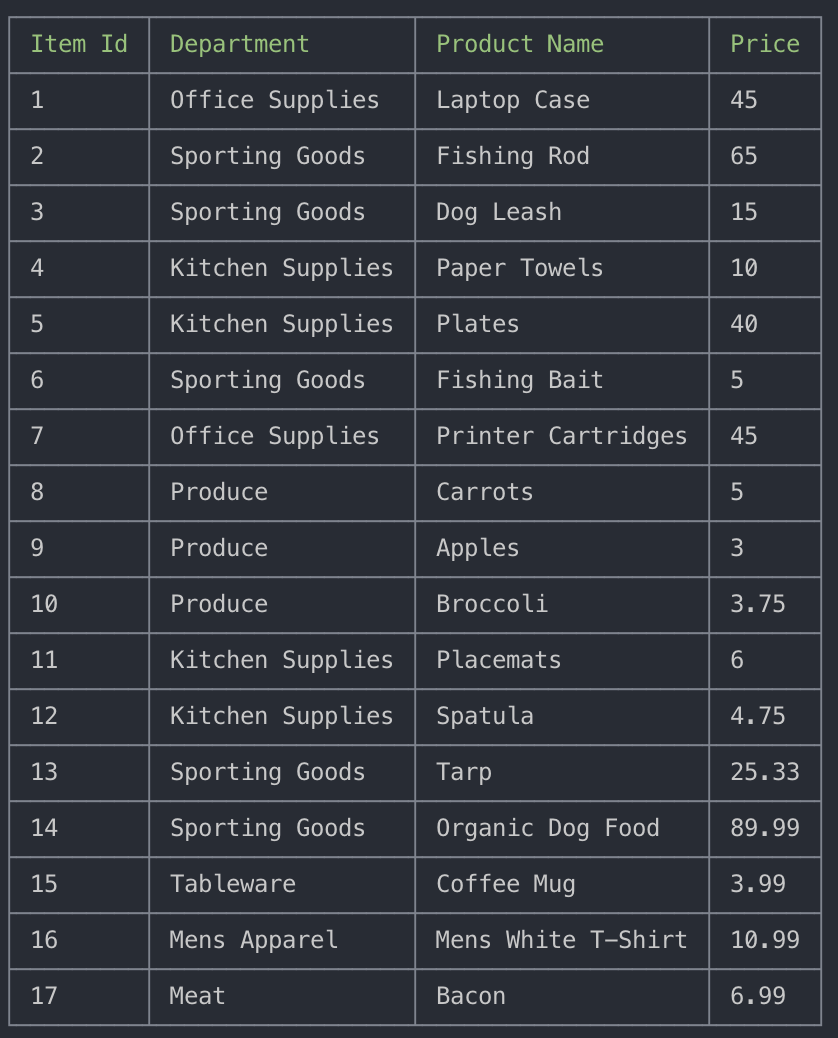 Item Id Department Product Name Price
1 Office Supplies Laptop Case 45
2 Sporting Goods Fishing Rod 65
3 Sporting Goods Dog Leash 15
4 Kitchen Supplies Paper Towels 10
5 Kitchen Supplies Plates 40
6 Sporting Goods Fishing Bait 5
7 Office Supplies Printer Cartridges 45
8 Produce Carrots 5
9 Produce Apples 3
10 Produce Broccoli 3.75
11 Kitchen Supplies Placemats 6
12 Kitchen Supplies Spatula 4.75
13 Sporting Goods Tarp 25.33
14 Sporting Goods Organic Dog Food 89.99
15 Tableware Coffee Mug 3.99
16 Mens Apparel Mens White T-Shirt 10.99
17 Meat Bacon 6.99